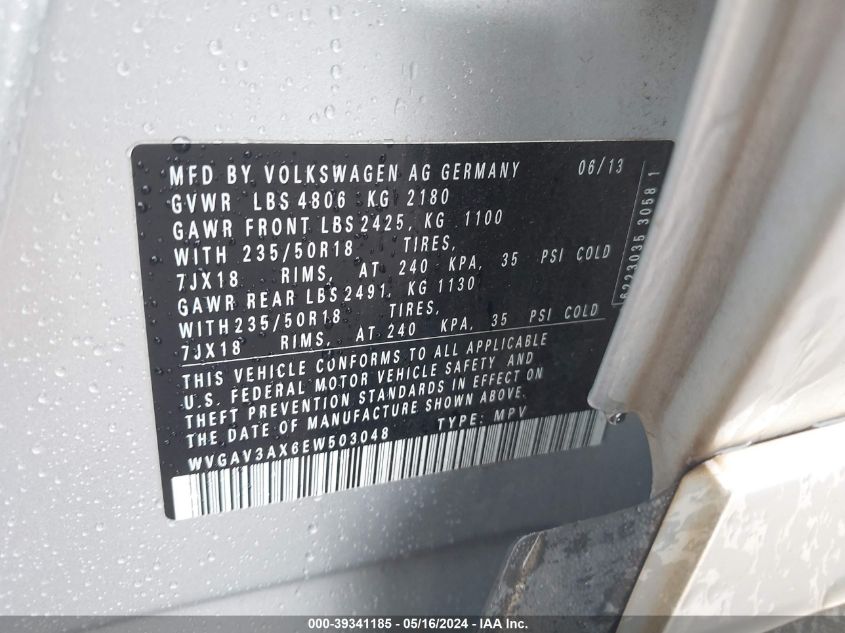 MFD BY VOLKSWAGEN AG GERMANY 06/13
GVWR LBS 4806 KG 2180
GAWR FRONT LBS 2425, KG 1100
WITH 235/50R18 TIRES,
7JX18 RIMS, AT 240 KPA, 35 PSI COLD
GAWR REAR LBS 2491, KG 1130
WITH 235/50R18 TIRES,
7JX18 RIMS, AT 240 KPA, 35 PSI COLD
THIS VEHICLE CONFORMS TO ALL APPLICABLE
U.S. FEDERAL MOTOR VEHICLE SAFETY AND
THEFT PREVENTION STANDARDS IN EFFECT ON
THE DATE OF MANUFACTURE SHOWN ABOVE.
WVGAV3AX6EW503048 TYPE: MPV
6223035 3058 1
000-39341185 - 05/16/2024 - IAA Inc.